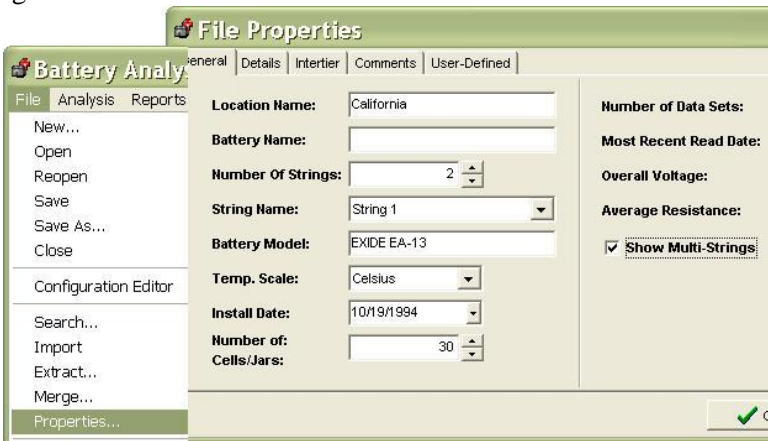 File Properties
Battery Analy
File Analysis Reports
New...
Open
Reopen
Save
Save As...
Close
Configuration Editor
Search...
Import
Extract...
Merge...
Properties...
eneral Details Intertier Comments User-Defined
Location Name: California
Battery Name:
Number Of Strings: 2
String Name: String 1
Battery Model: EXIDE EA-13
Temp. Scale: Celsius
Install Date: 10/19/1994
Number of:
Cells/Jars: 30
Number of Data Sets:
Most Recent Read Date:
Overall Voltage:
Average Resistance:
Show Multi-Strings